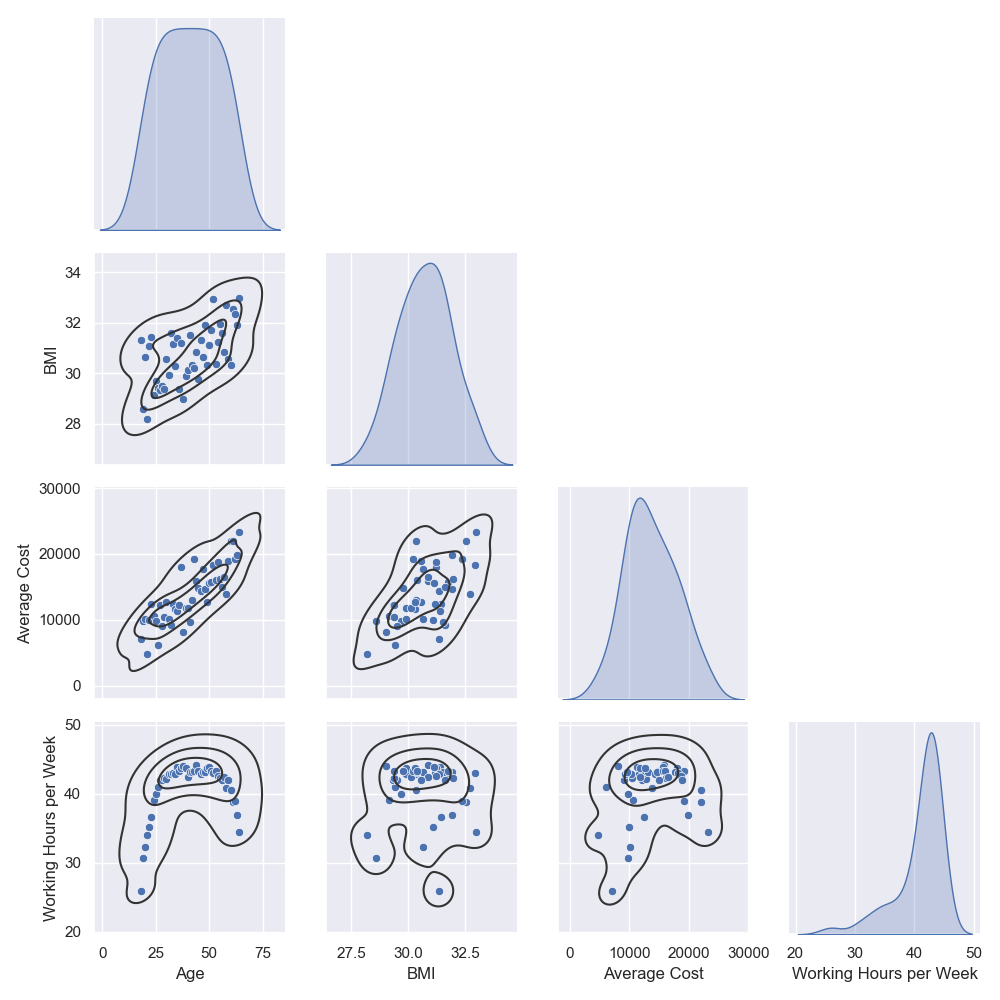 34
32
30
28
BMI
30000
20000
10000
0
Average Cost
50
40
30
20
Working Hours per Week
0 25 50 75
Age
27.5 30.0 32.5
BMI
0 10000 20000 30000
Average Cost
20 30 40 50
Working Hours per Week